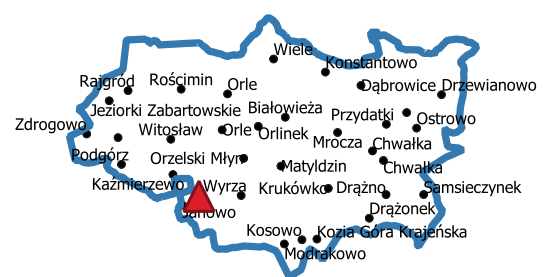 Wiele
Konstantowo
Rajgród
Rościmin
Orle
Dąbrowice
Drzewianowo
Jeziorki Zabartowskie
Białowieża
Przydatki
Ostrowo
Zdrogowo
Witosław
Orle
Orlinek
Mrocza
Chwałka
Podgórz
Orzelski Młyn
Matyldzin
Chwałka
Kaźmierzewo
Wyrza
Krukówko
Drążno
Samsieczynek
Janowo
Drążonek
Kosowo
Kozia Góra Krajeńska
Modrakowo